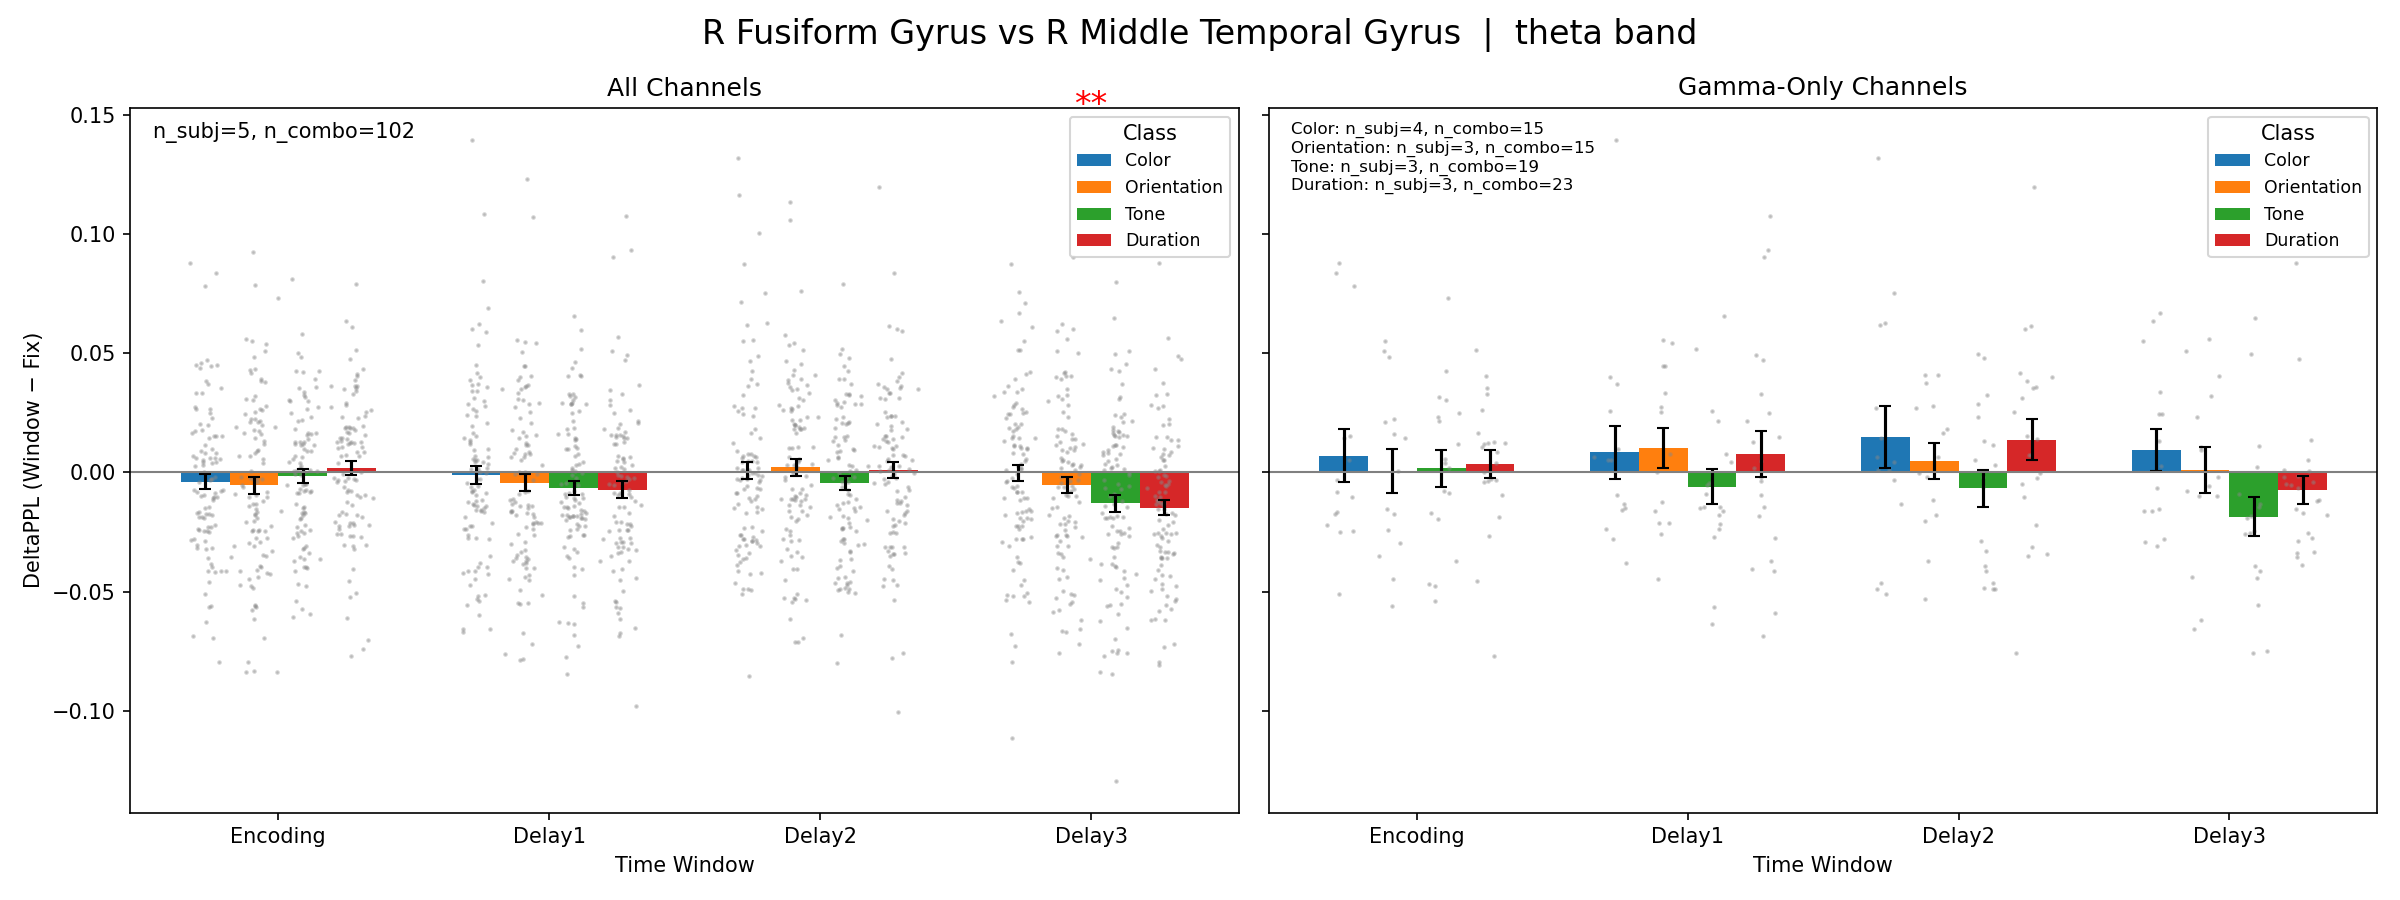 R Fusiform Gyrus vs R Middle Temporal Gyrus | theta band
All Channels
**
n_subj=5, n_combo=102
Class
Color
Orientation
Tone
Duration
0.15
0.10
0.05
0.00
−0.05
−0.10
DeltaPPL (Window − Fix)
Encoding
Delay1
Delay2
Delay3
Time Window
Gamma-Only Channels
Color: n_subj=4, n_combo=15
Orientation: n_subj=3, n_combo=15
Tone: n_subj=3, n_combo=19
Duration: n_subj=3, n_combo=23
Class
Color
Orientation
Tone
Duration
Encoding
Delay1
Delay2
Delay3
Time Window